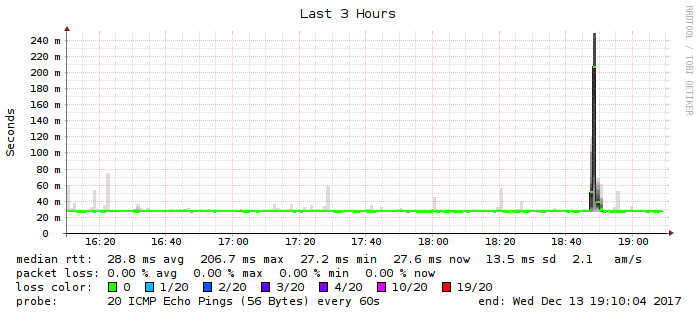 Last 3 Hours
RRDTOOL / TOBI OETIKER
Seconds
240 m
220 m
200 m
180 m
160 m
140 m
120 m
100 m
80 m
60 m
40 m
20 m
0
16:20 16:40 17:00 17:20 17:40 18:00 18:20 18:40 19:00
median rtt: 28.8 ms avg 206.7 ms max 27.2 ms min 27.6 ms now 13.5 ms sd 2.1 am/s
packet loss: 0.00 % avg 0.00 % max 0.00 % min 0.00 % now
loss color: 0 1/20 2/20 3/20 4/20 10/20 19/20
probe: 20 ICMP Echo Pings (56 Bytes) every 60s end: Wed Dec 13 19:10:04 2017